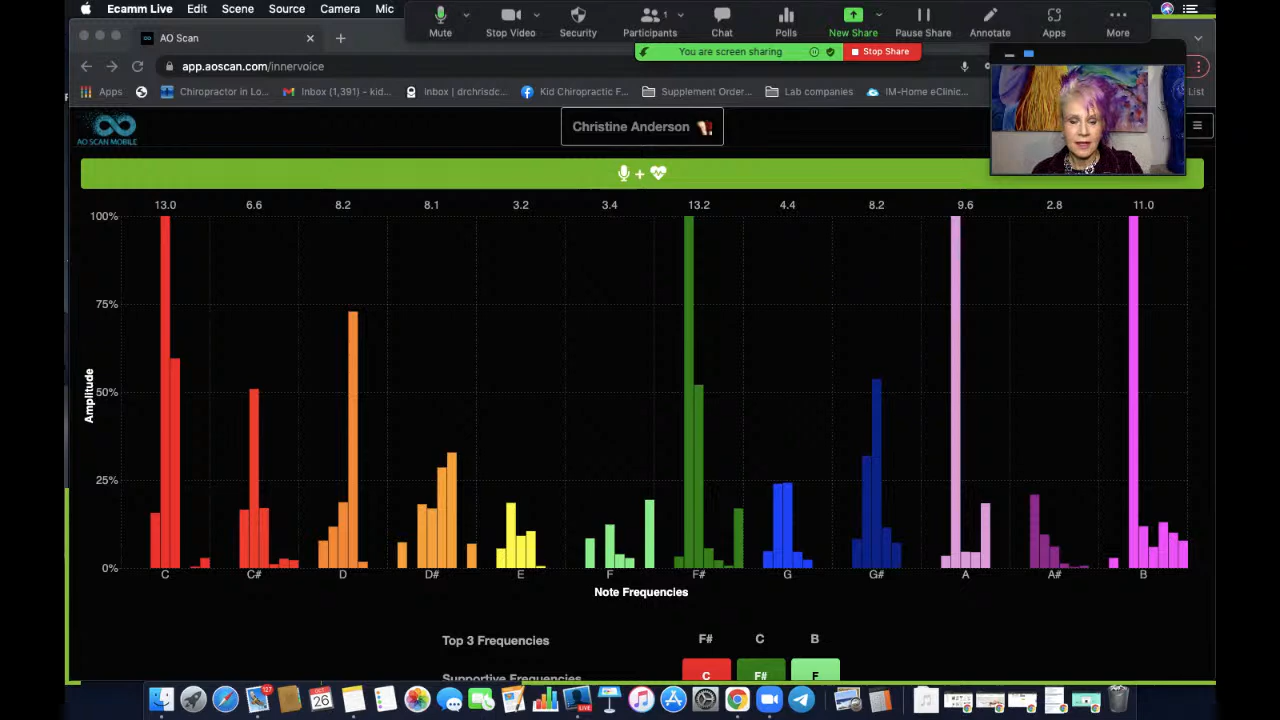 Ecamm Live Edit Scene Source Camera Mic
Mute Stop Video Security Participants 1 Chat Polls New Share Pause Share Annotate Apps More
You are screen sharing Stop Share
AO Scan
app.aoscan.com/innervoice
Apps Chiropractor in Lo... Inbox (1,391) - kid... Inbox | drchrisdc... Kid Chiropractic F... Supplement Order... Lab companies IM-Home eClinic... List
AO SCAN MOBILE
Christine Anderson
+
13.0 6.6 8.2 8.1 3.2 3.4 13.2 4.4 8.2 9.6 2.8 11.0
100%
75%
50%
25%
0%
Amplitude
C C# D D# E F F# G G# A A# B
Note Frequencies
Top 3 Frequencies F# C B
Supportive Frequencies C F# F
OCT
26
LIVE